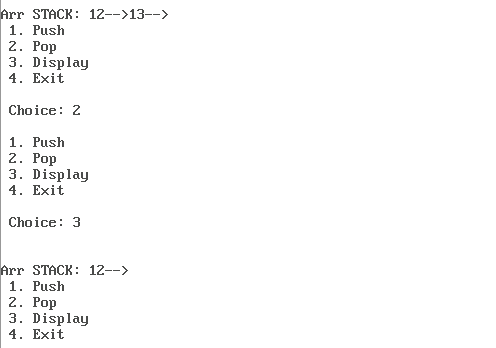 Arr STACK: 12-->13-->
1. Push
2. Pop
3. Display
4. Exit
Choice: 2
1. Push
2. Pop
3. Display
4. Exit
Choice: 3
Arr STACK: 12-->
1. Push
2. Pop
3. Display
4. Exit